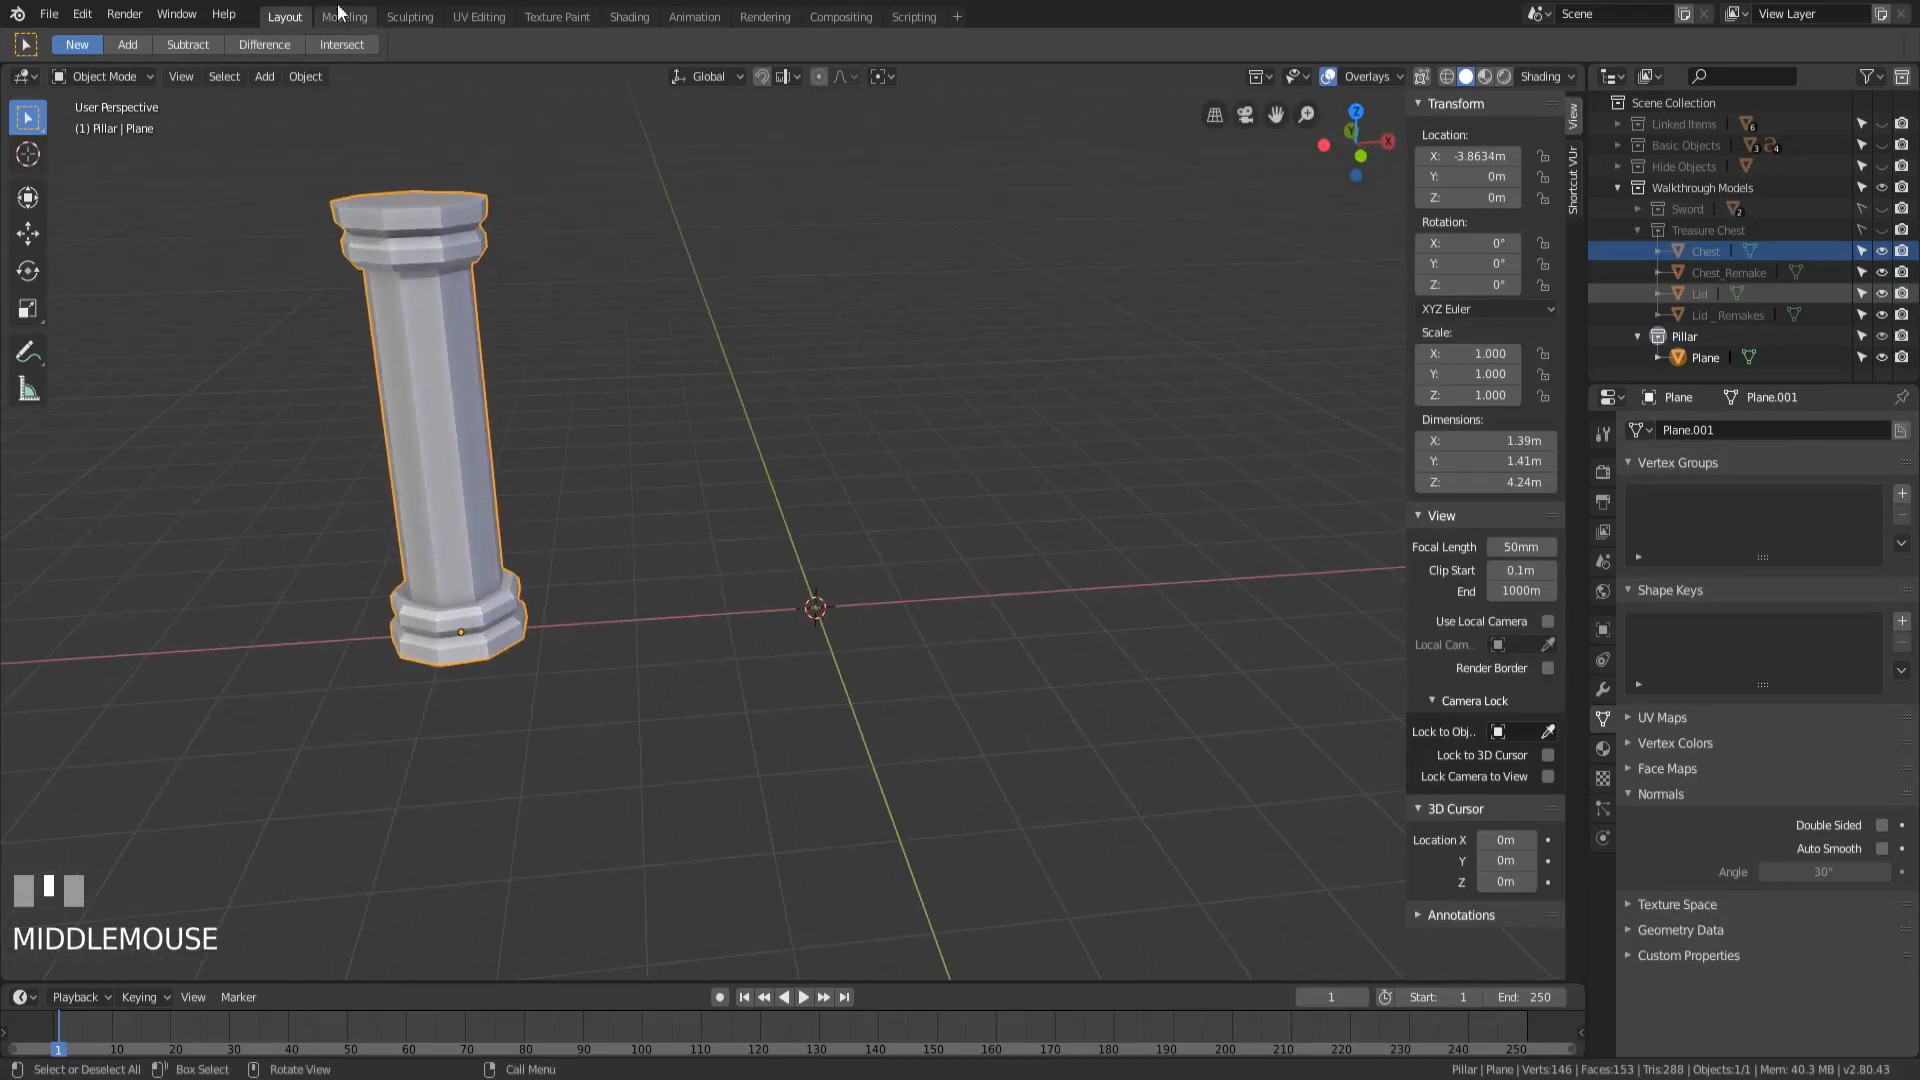 File Edit Render Window Help Layout Modeling Sculpting UV Editing Texture Paint Shading Animation Rendering Compositing Scripting + Scene View Layer
New Add Subtract Difference Intersect
Object Mode View Select Add Object Global Overlays Shading
User Perspective
(1) Pillar | Plane
Z
Y
X
Transform
Location:
X: -3.8634m
Y: 0m
Z: 0m
Rotation:
X: 0°
Y: 0°
Z: 0°
XYZ Euler
Scale:
X: 1.000
Y: 1.000
Z: 1.000
Dimensions:
X: 1.39m
Y: 1.41m
Z: 4.24m
View
Focal Length 50mm
Clip Start 0.1m
End 1000m
Use Local Camera
Local Cam..
Render Border
Camera Lock
Lock to Obj..
Lock to 3D Cursor
Lock Camera to View
3D Cursor
Location X 0m
Y 0m
Z 0m
Annotations
View
Shortcut VUr
Scene Collection
Linked Items 6
Basic Objects 3 4
Hide Objects
Walkthrough Models
Sword 2
Treasure Chest
Chest
Chest_Remake
Lid
Lid _Remakes
Pillar
Plane
Plane Plane.001
Plane.001
Vertex Groups
Shape Keys
UV Maps
Vertex Colors
Face Maps
Normals
Double Sided
Auto Smooth
Angle 30°
Texture Space
Geometry Data
Custom Properties
MIDDLEMOUSE
Playback Keying View Marker 1 Start: 1 End: 250
1 10 20 30 40 50 60 70 80 90 100 110 120 130 140 150 160 170 180 190 200 210 220 230 240 250
Select or Deselect All Box Select Rotate View Call Menu Pillar | Plane | Verts:146 | Faces:153 | Tris:288 | Objects:1/1 | Mem: 40.3 MB | v2.80.43